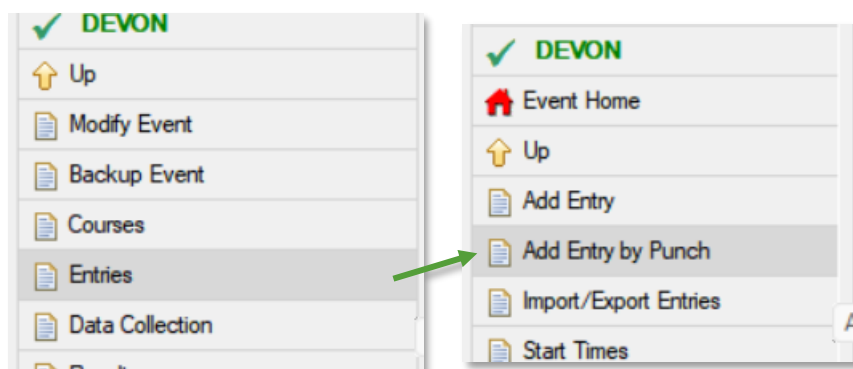 DEVON
Up
Modify Event
Backup Event
Courses
Entries
Data Collection
DEVON
Event Home
Up
Add Entry
Add Entry by Punch
Import/Export Entries
Start Times